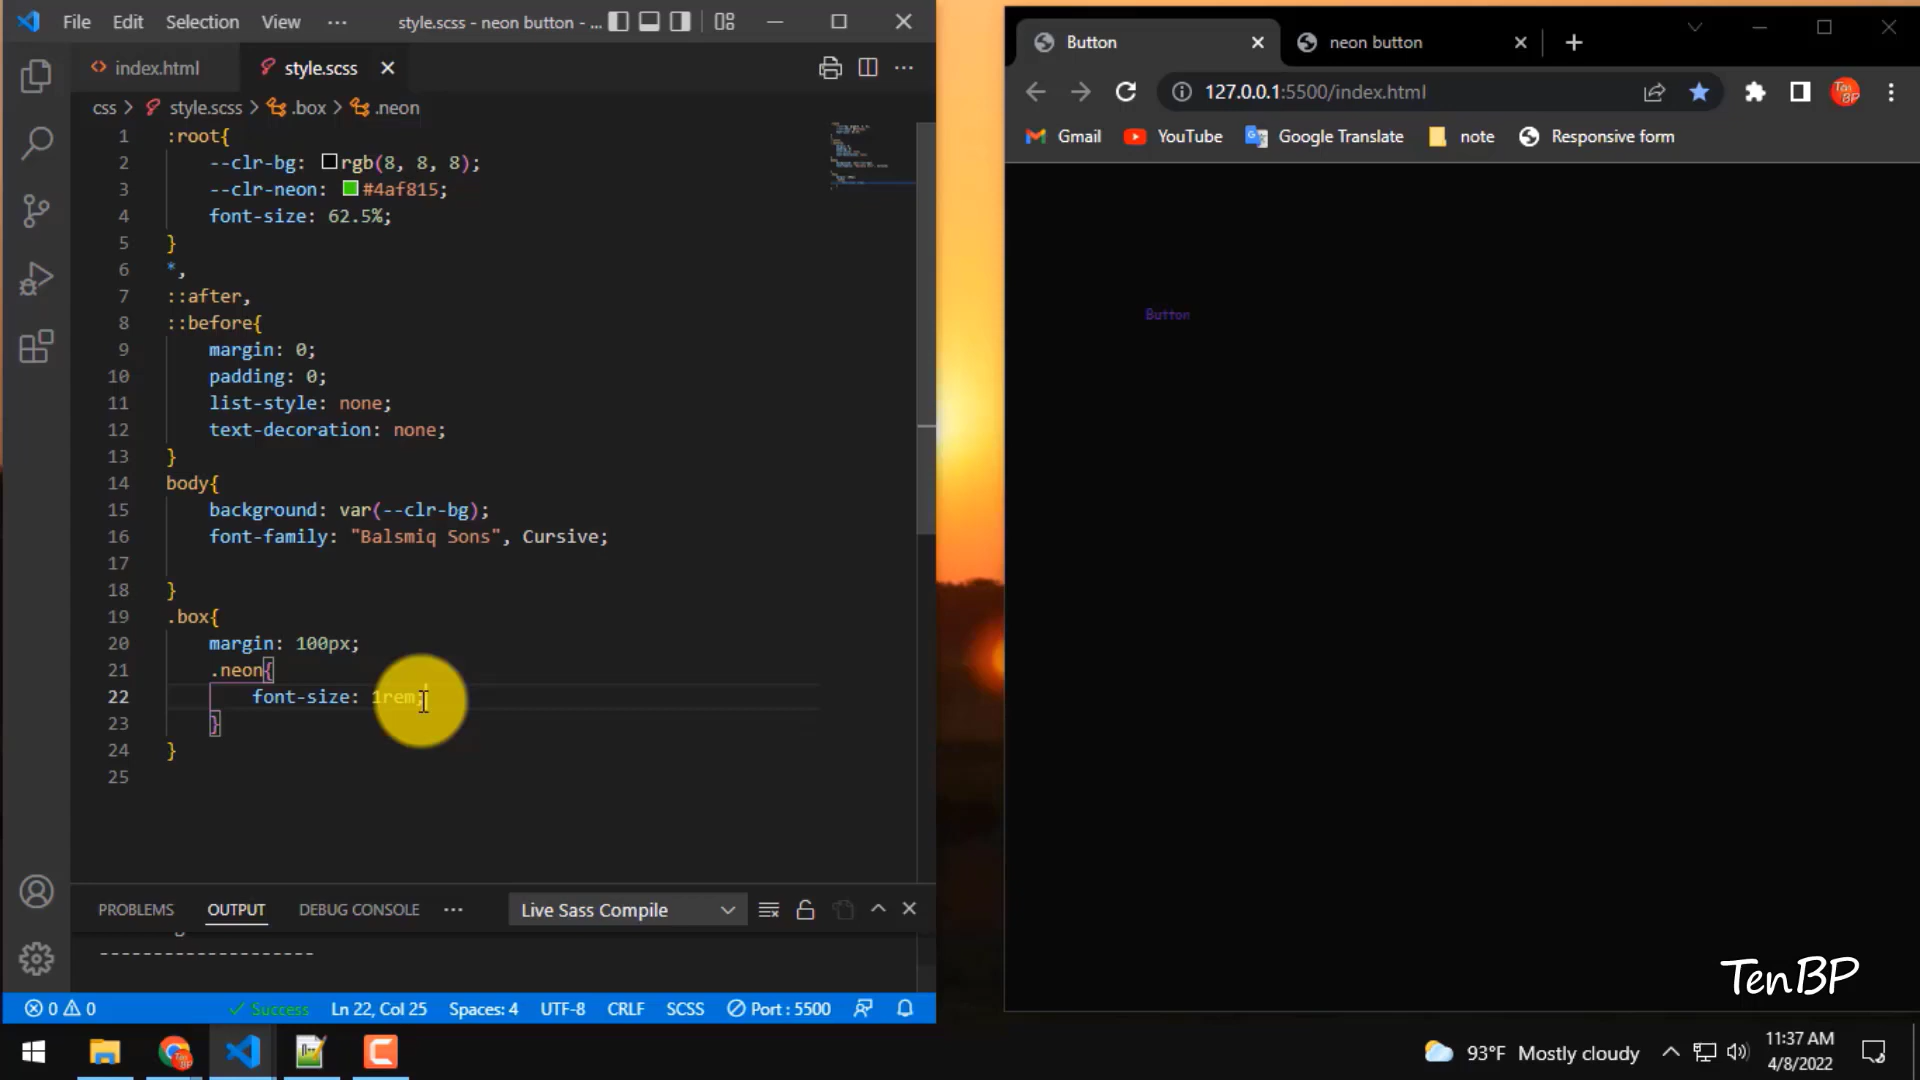 File Edit Selection View ··· style.scss - neon button - ...
index.html style.scss
css > style.scss > .box > .neon
1 :root{
2 --clr-bg: rgb(8, 8, 8);
3 --clr-neon: #4af815;
4 font-size: 62.5%;
5 }
6 *,
7 ::after,
8 ::before{
9 margin: 0;
10 padding: 0;
11 list-style: none;
12 text-decoration: none;
13 }
14 body{
15 background: var(--clr-bg);
16 font-family: "Balsmiq Sons", Cursive;
17
18 }
19 .box{
20 margin: 100px;
21 .neon{
22 font-size: 1rem;
23 }
24 }
25
PROBLEMS OUTPUT DEBUG CONSOLE ··· Live Sass Compile
--------------------
0 0 Success Ln 22, Col 25 Spaces: 4 UTF-8 CRLF SCSS Port : 5500
Button neon button
127.0.0.1:5500/index.html
Gmail YouTube Google Translate note Responsive form
Button
TenBP
93°F Mostly cloudy 11:37 AM
4/8/2022